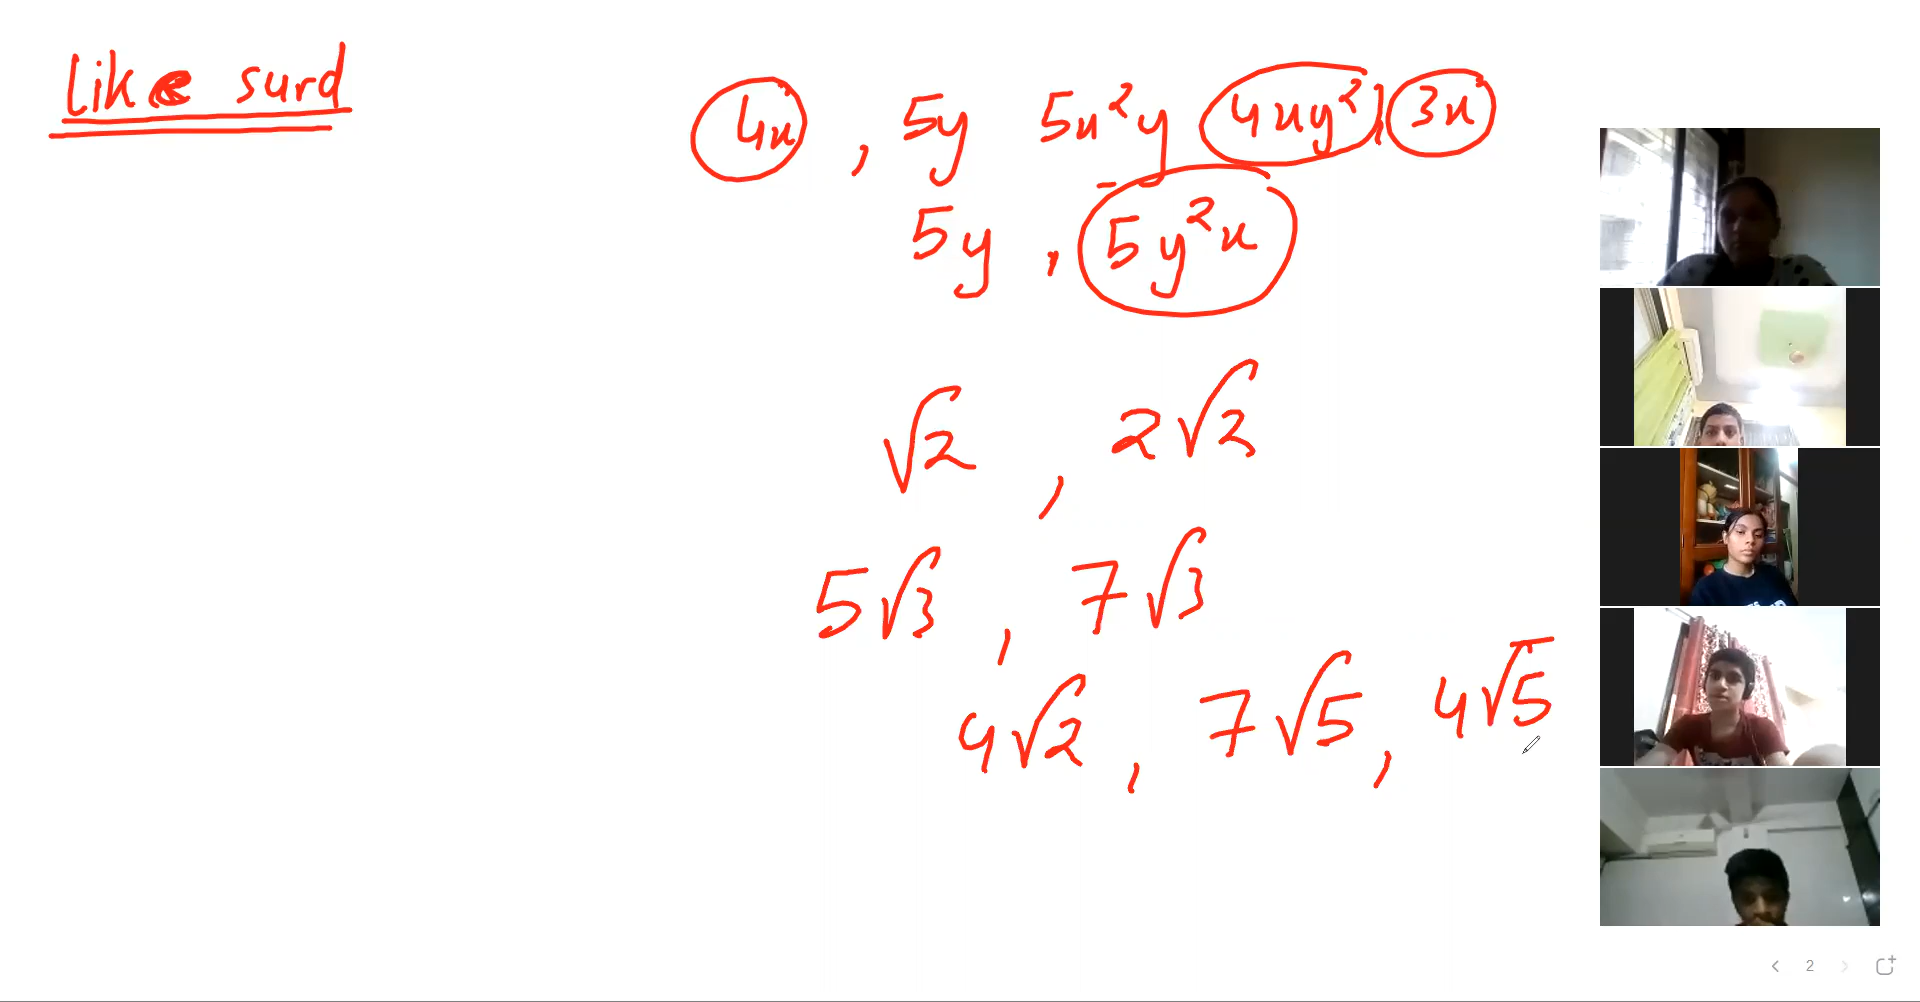 Like surd
4x , 5y 5x²y 4xy² , 3x
5y , 5y²x
√2 , 2√2
5√3 , 7√3
4√2 , 7√5 , 4√5
2